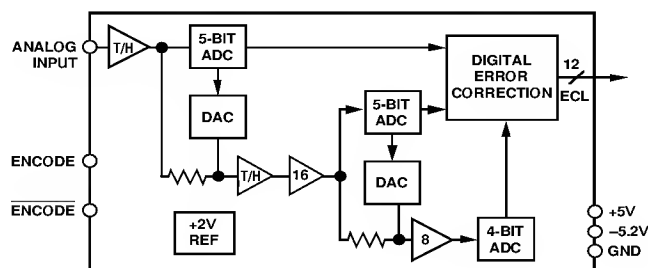 ANALOG
INPUT
T/H
5-BIT
ADC
DAC
DIGITAL
ERROR
CORRECTION
12
ECL
5-BIT
ADC
DAC
ENCODE
T/H
16
ENCODE
+2V
REF
8
4-BIT
ADC
+5V
–5.2V
GND